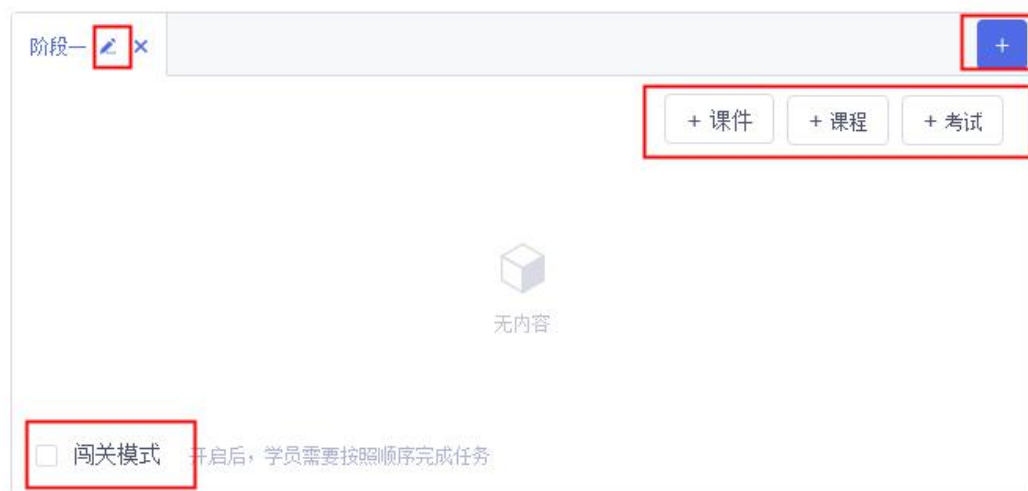 阶段一
+
+ 课件 + 课程 + 考试
无内容
闯关模式 开启后，学员需要按照顺序完成任务